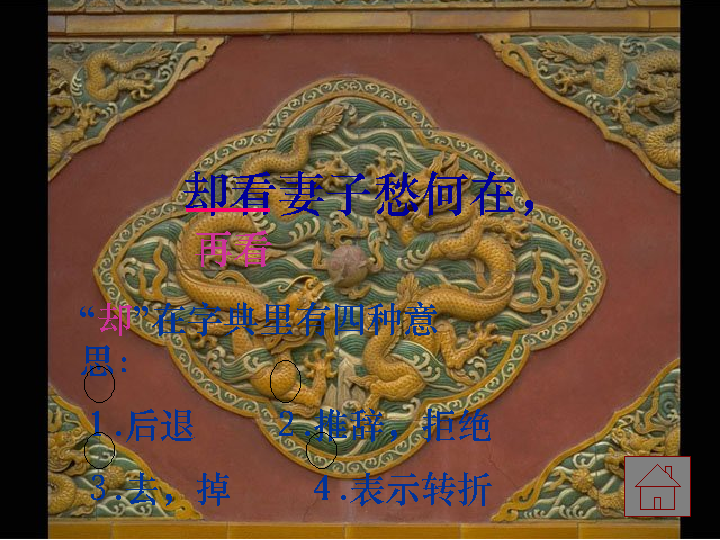 却看妻子愁何在，
再看
“却”在字典里有四种意
思：
1.后退 2.推辞，拒绝
3.去，掉 4.表示转折